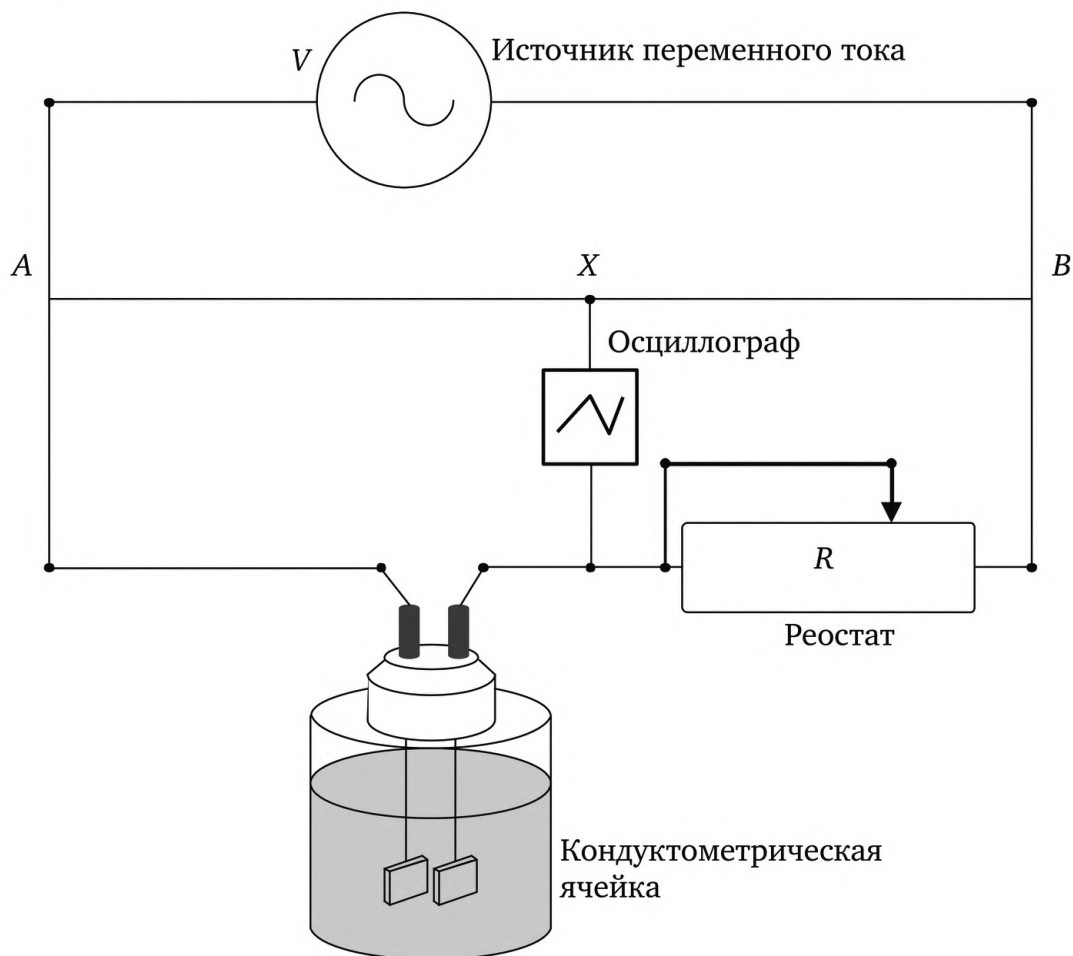 V
Источник переменного тока
A
X
B
Осциллограф
R
Реостат
Кондуктометрическая
ячейка